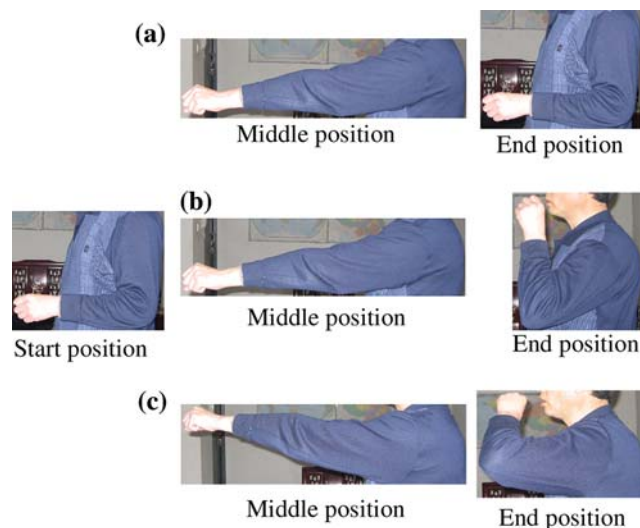 (a)
Middle position
End position
(b)
Start position
Middle position
End position
(c)
Middle position
End position